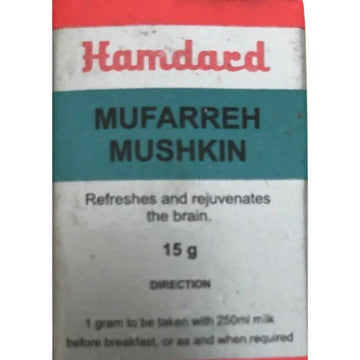 Hamdard
MUFARREH
MUSHKIN
Refreshes and rejuvenates
the brain.
15 g
DIRECTION
1 gram to be taken with 250ml milk
before breakfast, or as and when required